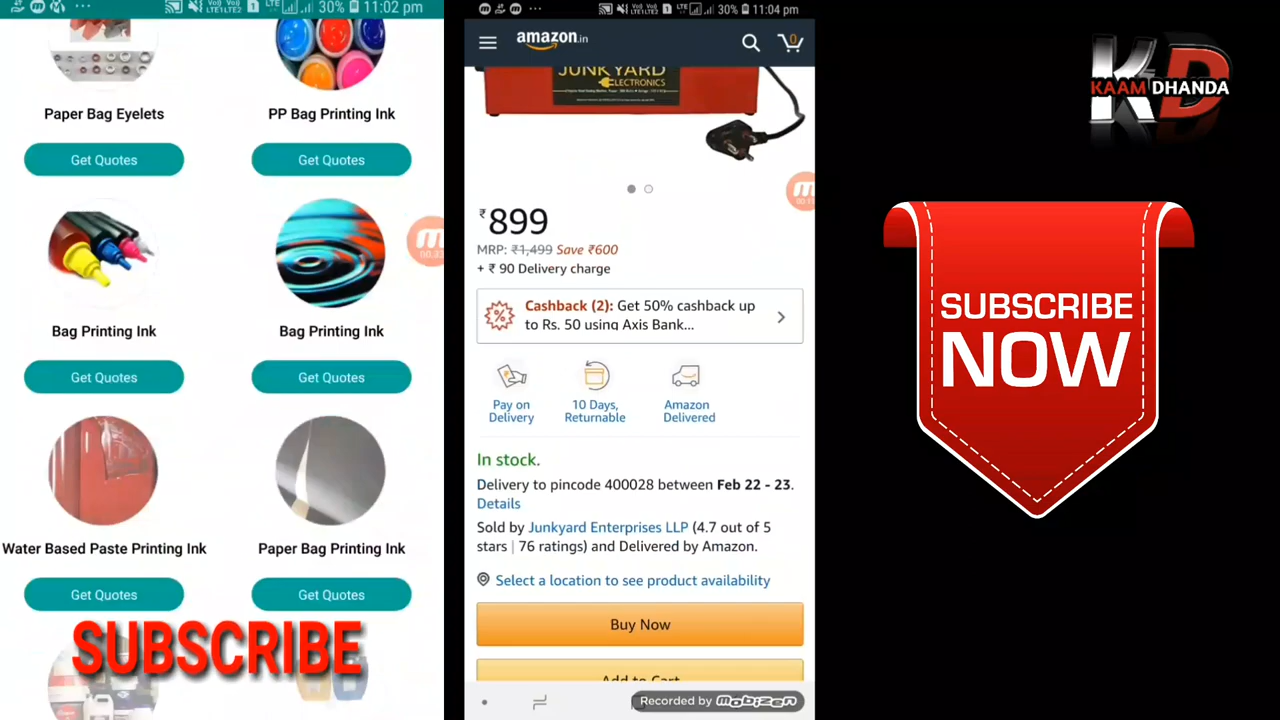 30% 11:02 pm
Paper Bag Eyelets
PP Bag Printing Ink
Get Quotes
Get Quotes
Bag Printing Ink
Bag Printing Ink
Get Quotes
Get Quotes
Water Based Paste Printing Ink
Paper Bag Printing Ink
Get Quotes
Get Quotes
SUBSCRIBE
30% 11:04 pm
amazon.in
0
JUNKYARD
ELECTRONICS
₹899
MRP: ₹1,499 Save ₹600
+ ₹ 90 Delivery charge
Cashback (2): Get 50% cashback up
to Rs. 50 using Axis Bank...
Pay on
Delivery
10 Days,
Returnable
Amazon
Delivered
In stock.
Delivery to pincode 400028 between Feb 22 - 23.
Details
Sold by Junkyard Enterprises LLP (4.7 out of 5
stars | 76 ratings) and Delivered by Amazon.
Select a location to see product availability
Buy Now
Add to Cart
Recorded by mobizen
KD
KAAM DHANDA
SUBSCRIBE
NOW